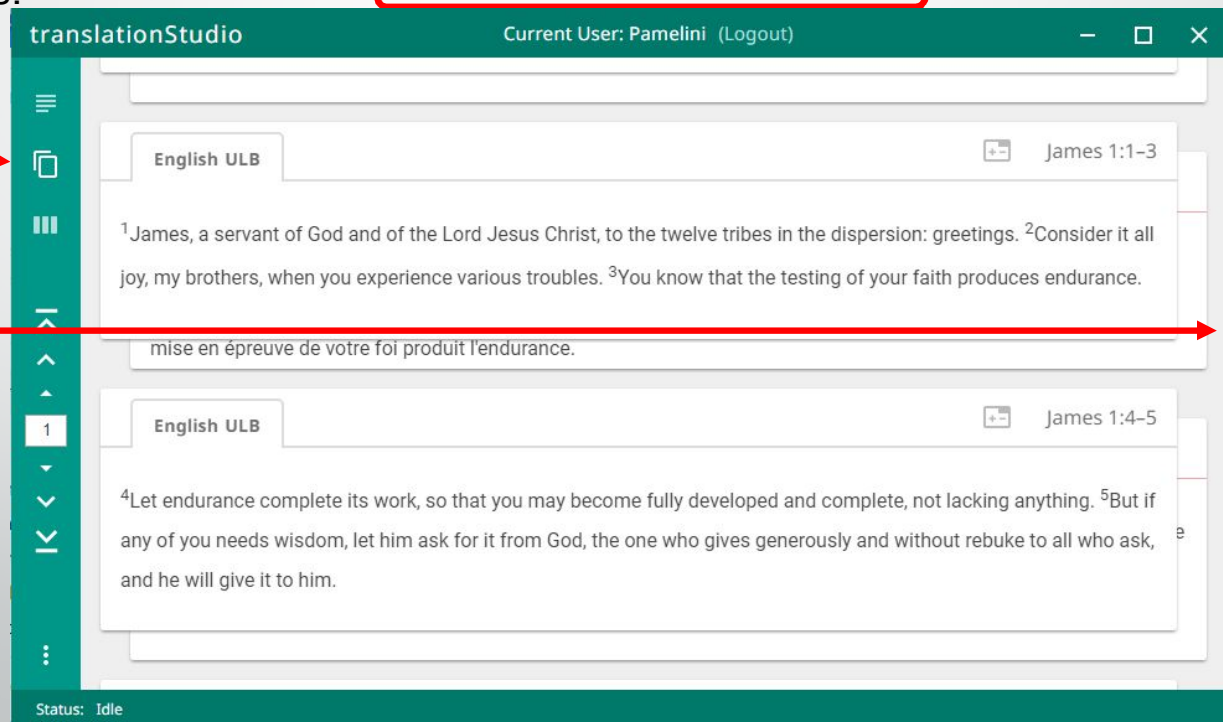 translationStudio Current User: Pamelini (Logout)
English ULB James 1:1–3
¹James, a servant of God and of the Lord Jesus Christ, to the twelve tribes in the dispersion: greetings. ²Consider it all
joy, my brothers, when you experience various troubles. ³You know that the testing of your faith produces endurance.
mise en épreuve de votre foi produit l'endurance.
1
English ULB James 1:4–5
⁴Let endurance complete its work, so that you may become fully developed and complete, not lacking anything. ⁵But if
any of you needs wisdom, let him ask for it from God, the one who gives generously and without rebuke to all who ask,
and he will give it to him.
Status: Idle